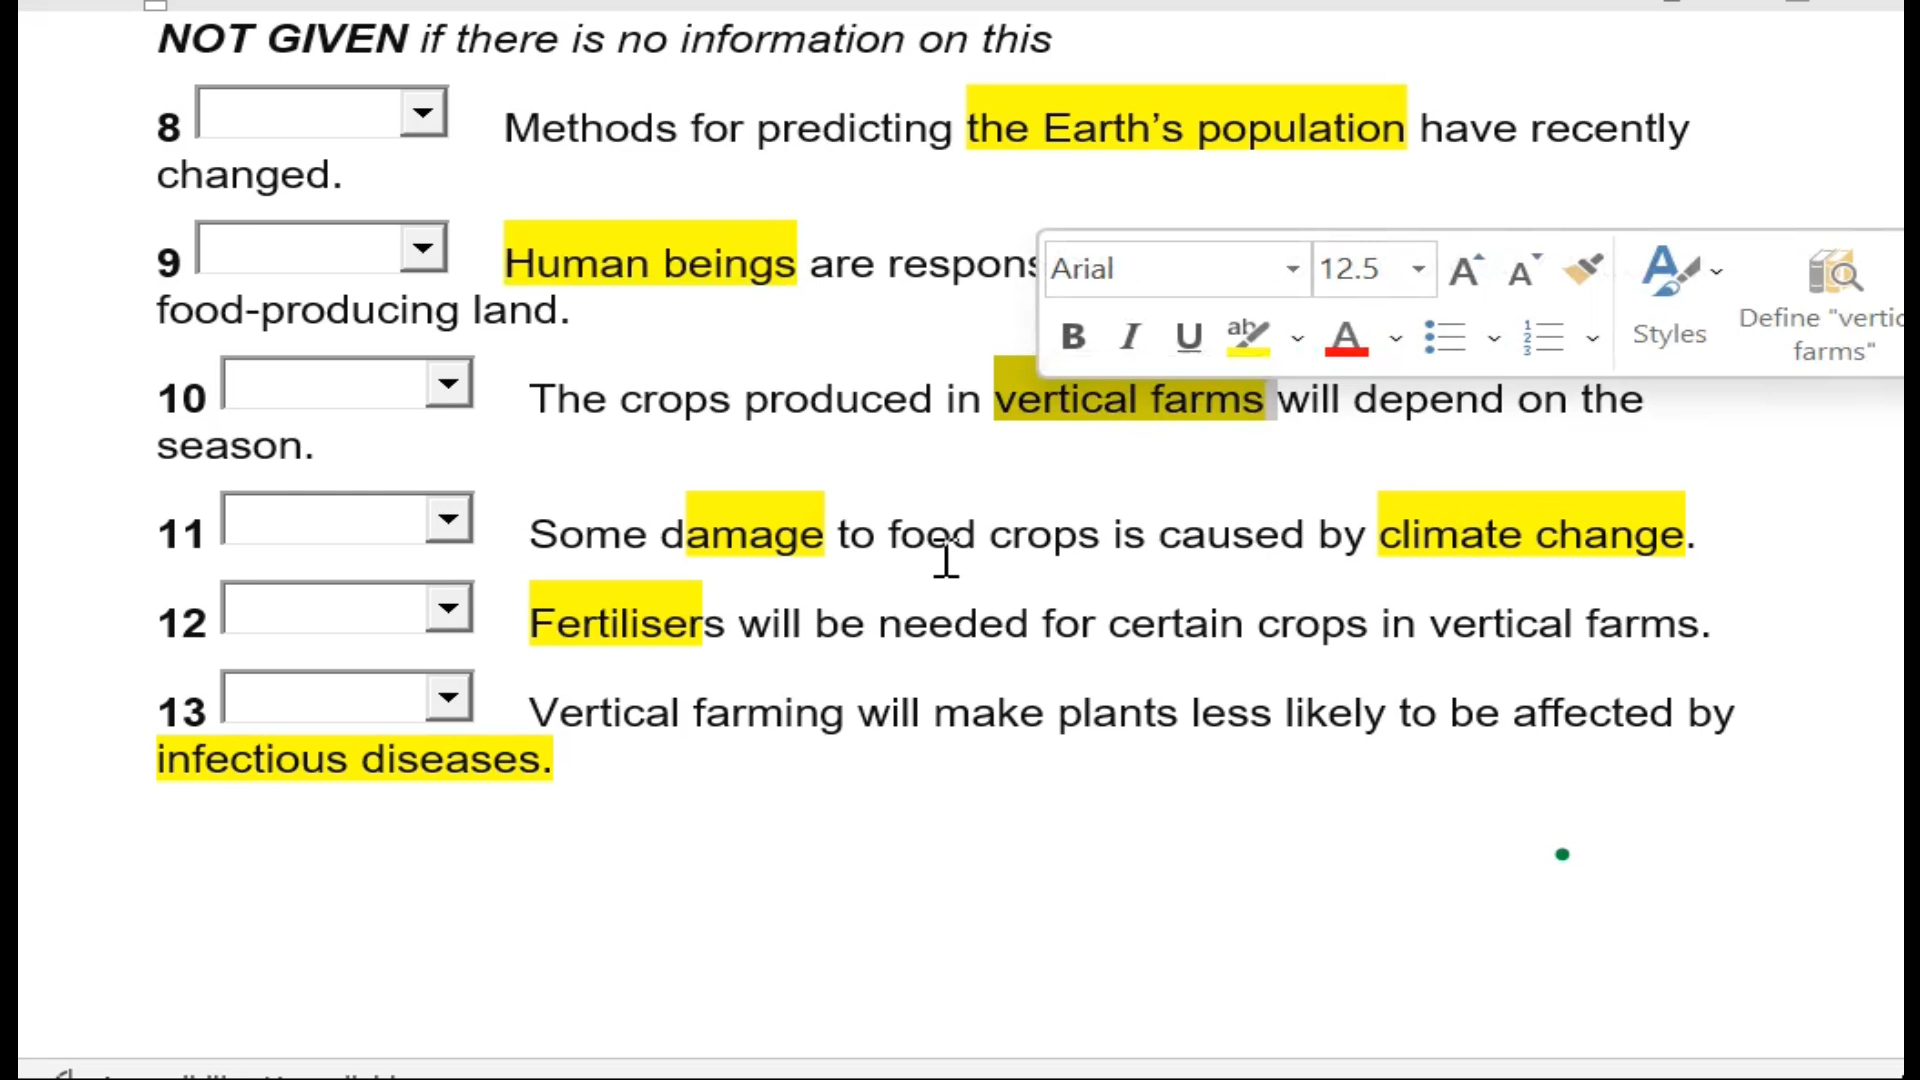 NOT GIVEN if there is no information on this
8 Methods for predicting the Earth’s population have recently
changed.
9 Human beings are respons
food-producing land.
Arial 12.5
Styles
Define "vertic
farms"
10 The crops produced in vertical farms will depend on the
season.
11 Some damage to food crops is caused by climate change.
12 Fertilisers will be needed for certain crops in vertical farms.
13 Vertical farming will make plants less likely to be affected by
infectious diseases.